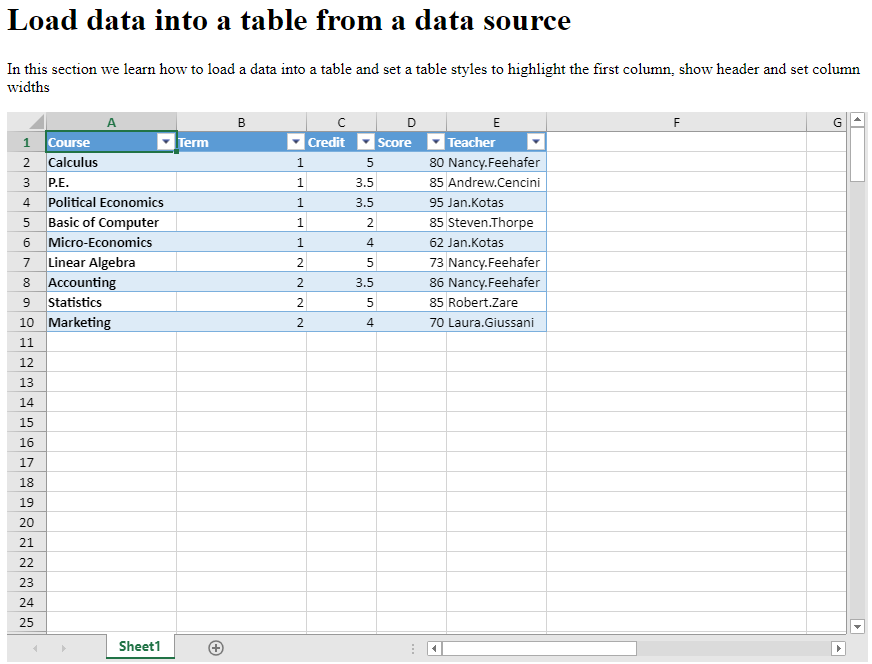 Load data into a table from a data source
In this section we learn how to load a data into a table and set a table styles to highlight the first column, show header and set column
widths
A B C D E F G
1 Course Term Credit Score Teacher
2 Calculus 1 5 80 Nancy.Feehafer
3 P.E. 1 3.5 85 Andrew.Cencini
4 Political Economics 1 3.5 95 Jan.Kotas
5 Basic of Computer 1 2 85 Steven.Thorpe
6 Micro-Economics 1 4 62 Jan.Kotas
7 Linear Algebra 2 5 73 Nancy.Feehafer
8 Accounting 2 3.5 86 Nancy.Feehafer
9 Statistics 2 5 85 Robert.Zare
10 Marketing 2 4 70 Laura.Giussani
11
12
13
14
15
16
17
18
19
20
21
22
23
24
25
Sheet1